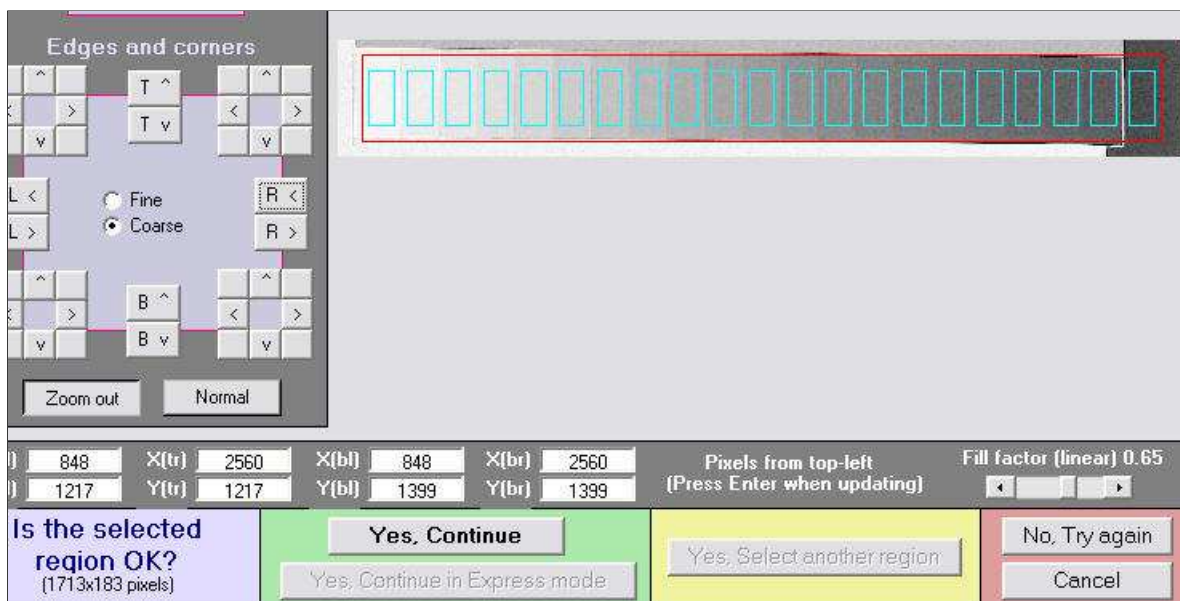 Edges and corners
^ T ^ ^
< > T v < >
v v
L < Fine R <
L > Coarse R >
^ B ^ ^
< > B v < >
v v
Zoom out Normal
l) 848 X(tr) 2560 X(bl) 848 X(br) 2560 Pixels from top-left Fill factor (linear) 0.65
l) 1217 Y(tr) 1217 Y(bl) 1399 Y(br) 1399 (Press Enter when updating)
Is the selected
region OK?
(1713x183 pixels)
Yes, Continue
Yes, Continue in Express mode
Yes, Select another region
No, Try again
Cancel